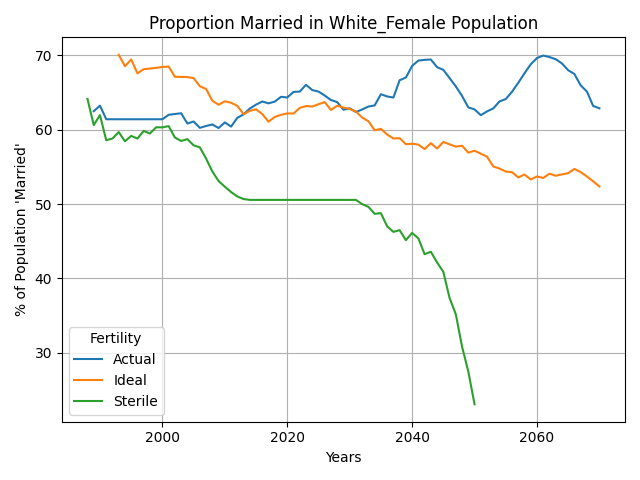 Proportion Married in White_Female Population
% of Population 'Married'
70
60
50
40
30
Fertility
Actual
Ideal
Sterile
2000
2020
2040
2060
Years